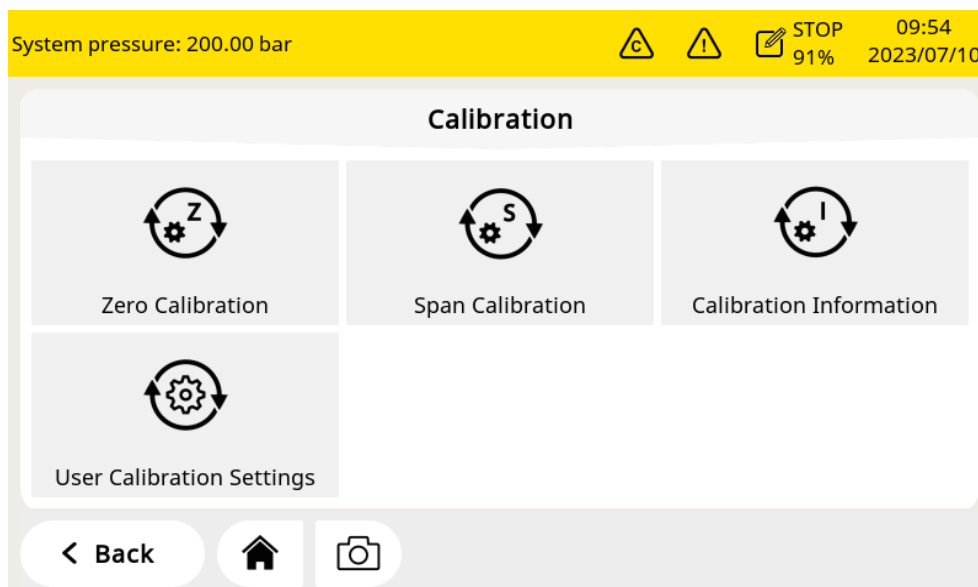 System pressure: 200.00 bar
C
!
STOP
91%
09:54
2023/07/10
Calibration
Z
S
I
Zero Calibration
Span Calibration
Calibration Information
User Calibration Settings
Back